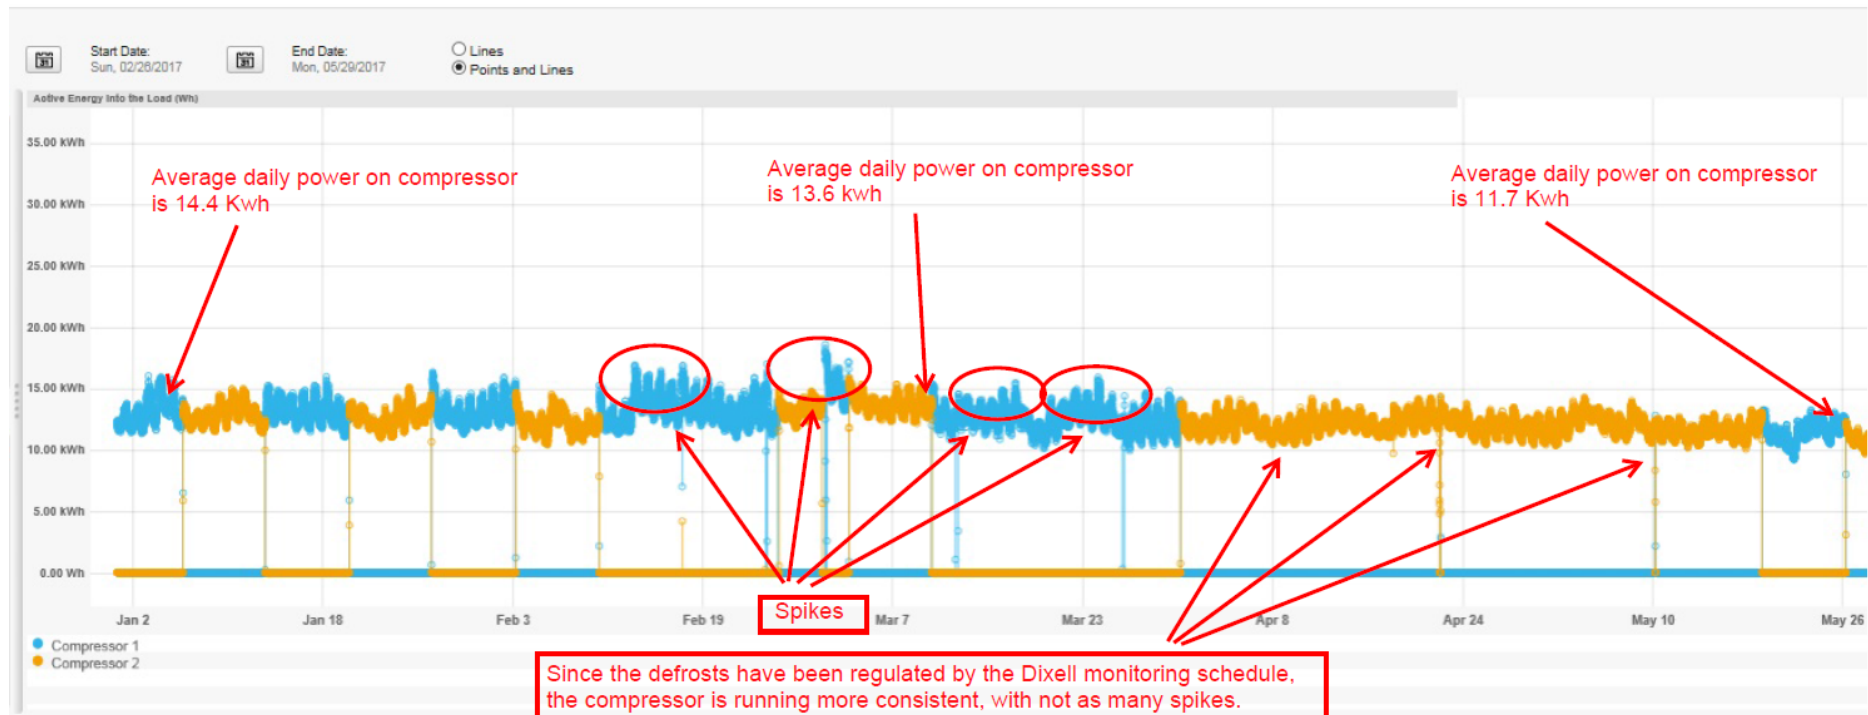 Start Date:
Sun, 02/26/2017
End Date:
Mon, 05/29/2017
Lines
Points and Lines
Active Energy Into the Load (Wh)
35.00 kWh
30.00 kWh
25.00 kWh
20.00 kWh
15.00 kWh
10.00 kWh
5.00 kWh
0.00 Wh
Average daily power on compressor
is 14.4 Kwh
Average daily power on compressor
is 13.6 kwh
Average daily power on compressor
is 11.7 Kwh
Spikes
Jan 2
Jan 18
Feb 3
Feb 19
Mar 7
Mar 23
Apr 8
Apr 24
May 10
May 26
Compressor 1
Compressor 2
Since the defrosts have been regulated by the Dixell monitoring schedule,
the compressor is running more consistent, with not as many spikes.